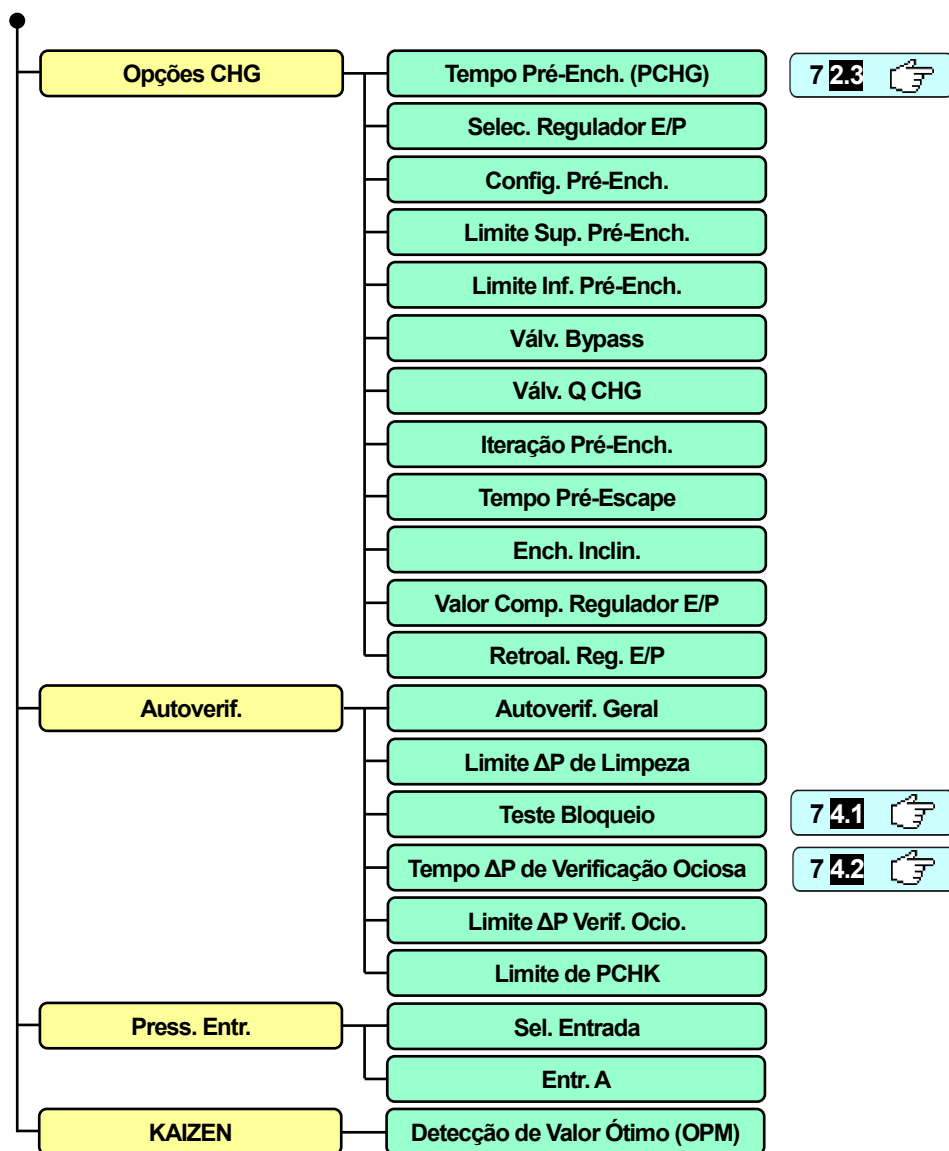 Opções CHG
Tempo Pré-Ench. (PCHG)
7 2.3
Selec. Regulador E/P
Config. Pré-Ench.
Limite Sup. Pré-Ench.
Limite Inf. Pré-Ench.
Válv. Bypass
Válv. Q CHG
Iteração Pré-Ench.
Tempo Pré-Escape
Ench. Inclin.
Valor Comp. Regulador E/P
Retroal. Reg. E/P
Autoverif.
Autoverif. Geral
Limite ΔP de Limpeza
Teste Bloqueio
7 4.1
Tempo ΔP de Verificação Ociosa
7 4.2
Limite ΔP Verif. Ocio.
Limite de PCHK
Press. Entr.
Sel. Entrada
Entr. A
KAIZEN
Detecção de Valor Ótimo (OPM)